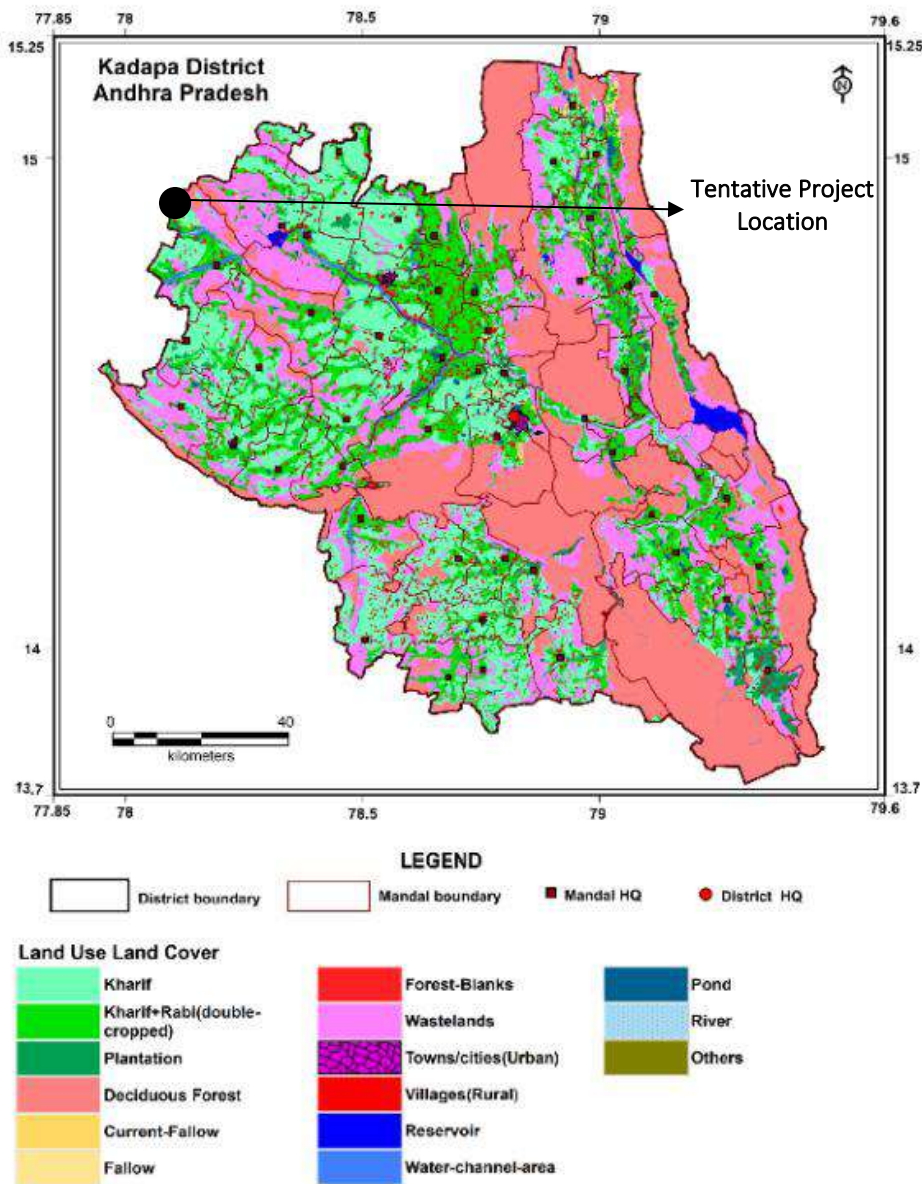 77.85 78 78.5 79 79.6
15.25 15.25
Kadapa District
Andhra Pradesh
N
15 15
Tentative Project
Location
14 14
0 40
kilometers
13.7 13.7
77.85 78 78.5 79 79.6
LEGEND
District boundary Mandal boundary Mandal HQ District HQ
Land Use Land Cover
Kharif Forest-Blanks Pond
Kharif+Rabi(double-
cropped) Wastelands River
Plantation Towns/cities(Urban) Others
Deciduous Forest Villages(Rural)
Current-Fallow Reservoir
Fallow Water-channel-area